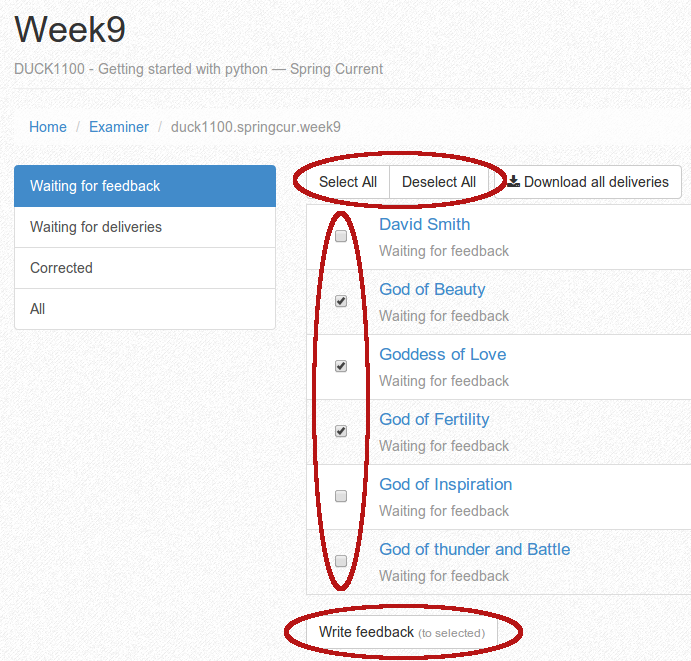 Week9
DUCK1100 - Getting started with python — Spring Current
Home / Examiner / duck1100.springcur.week9
Waiting for feedback
Waiting for deliveries
Corrected
All
Select All Deselect All Download all deliveries
David Smith
Waiting for feedback
God of Beauty
Waiting for feedback
Goddess of Love
Waiting for feedback
God of Fertility
Waiting for feedback
God of Inspiration
Waiting for feedback
God of thunder and Battle
Waiting for feedback
Write feedback (to selected)